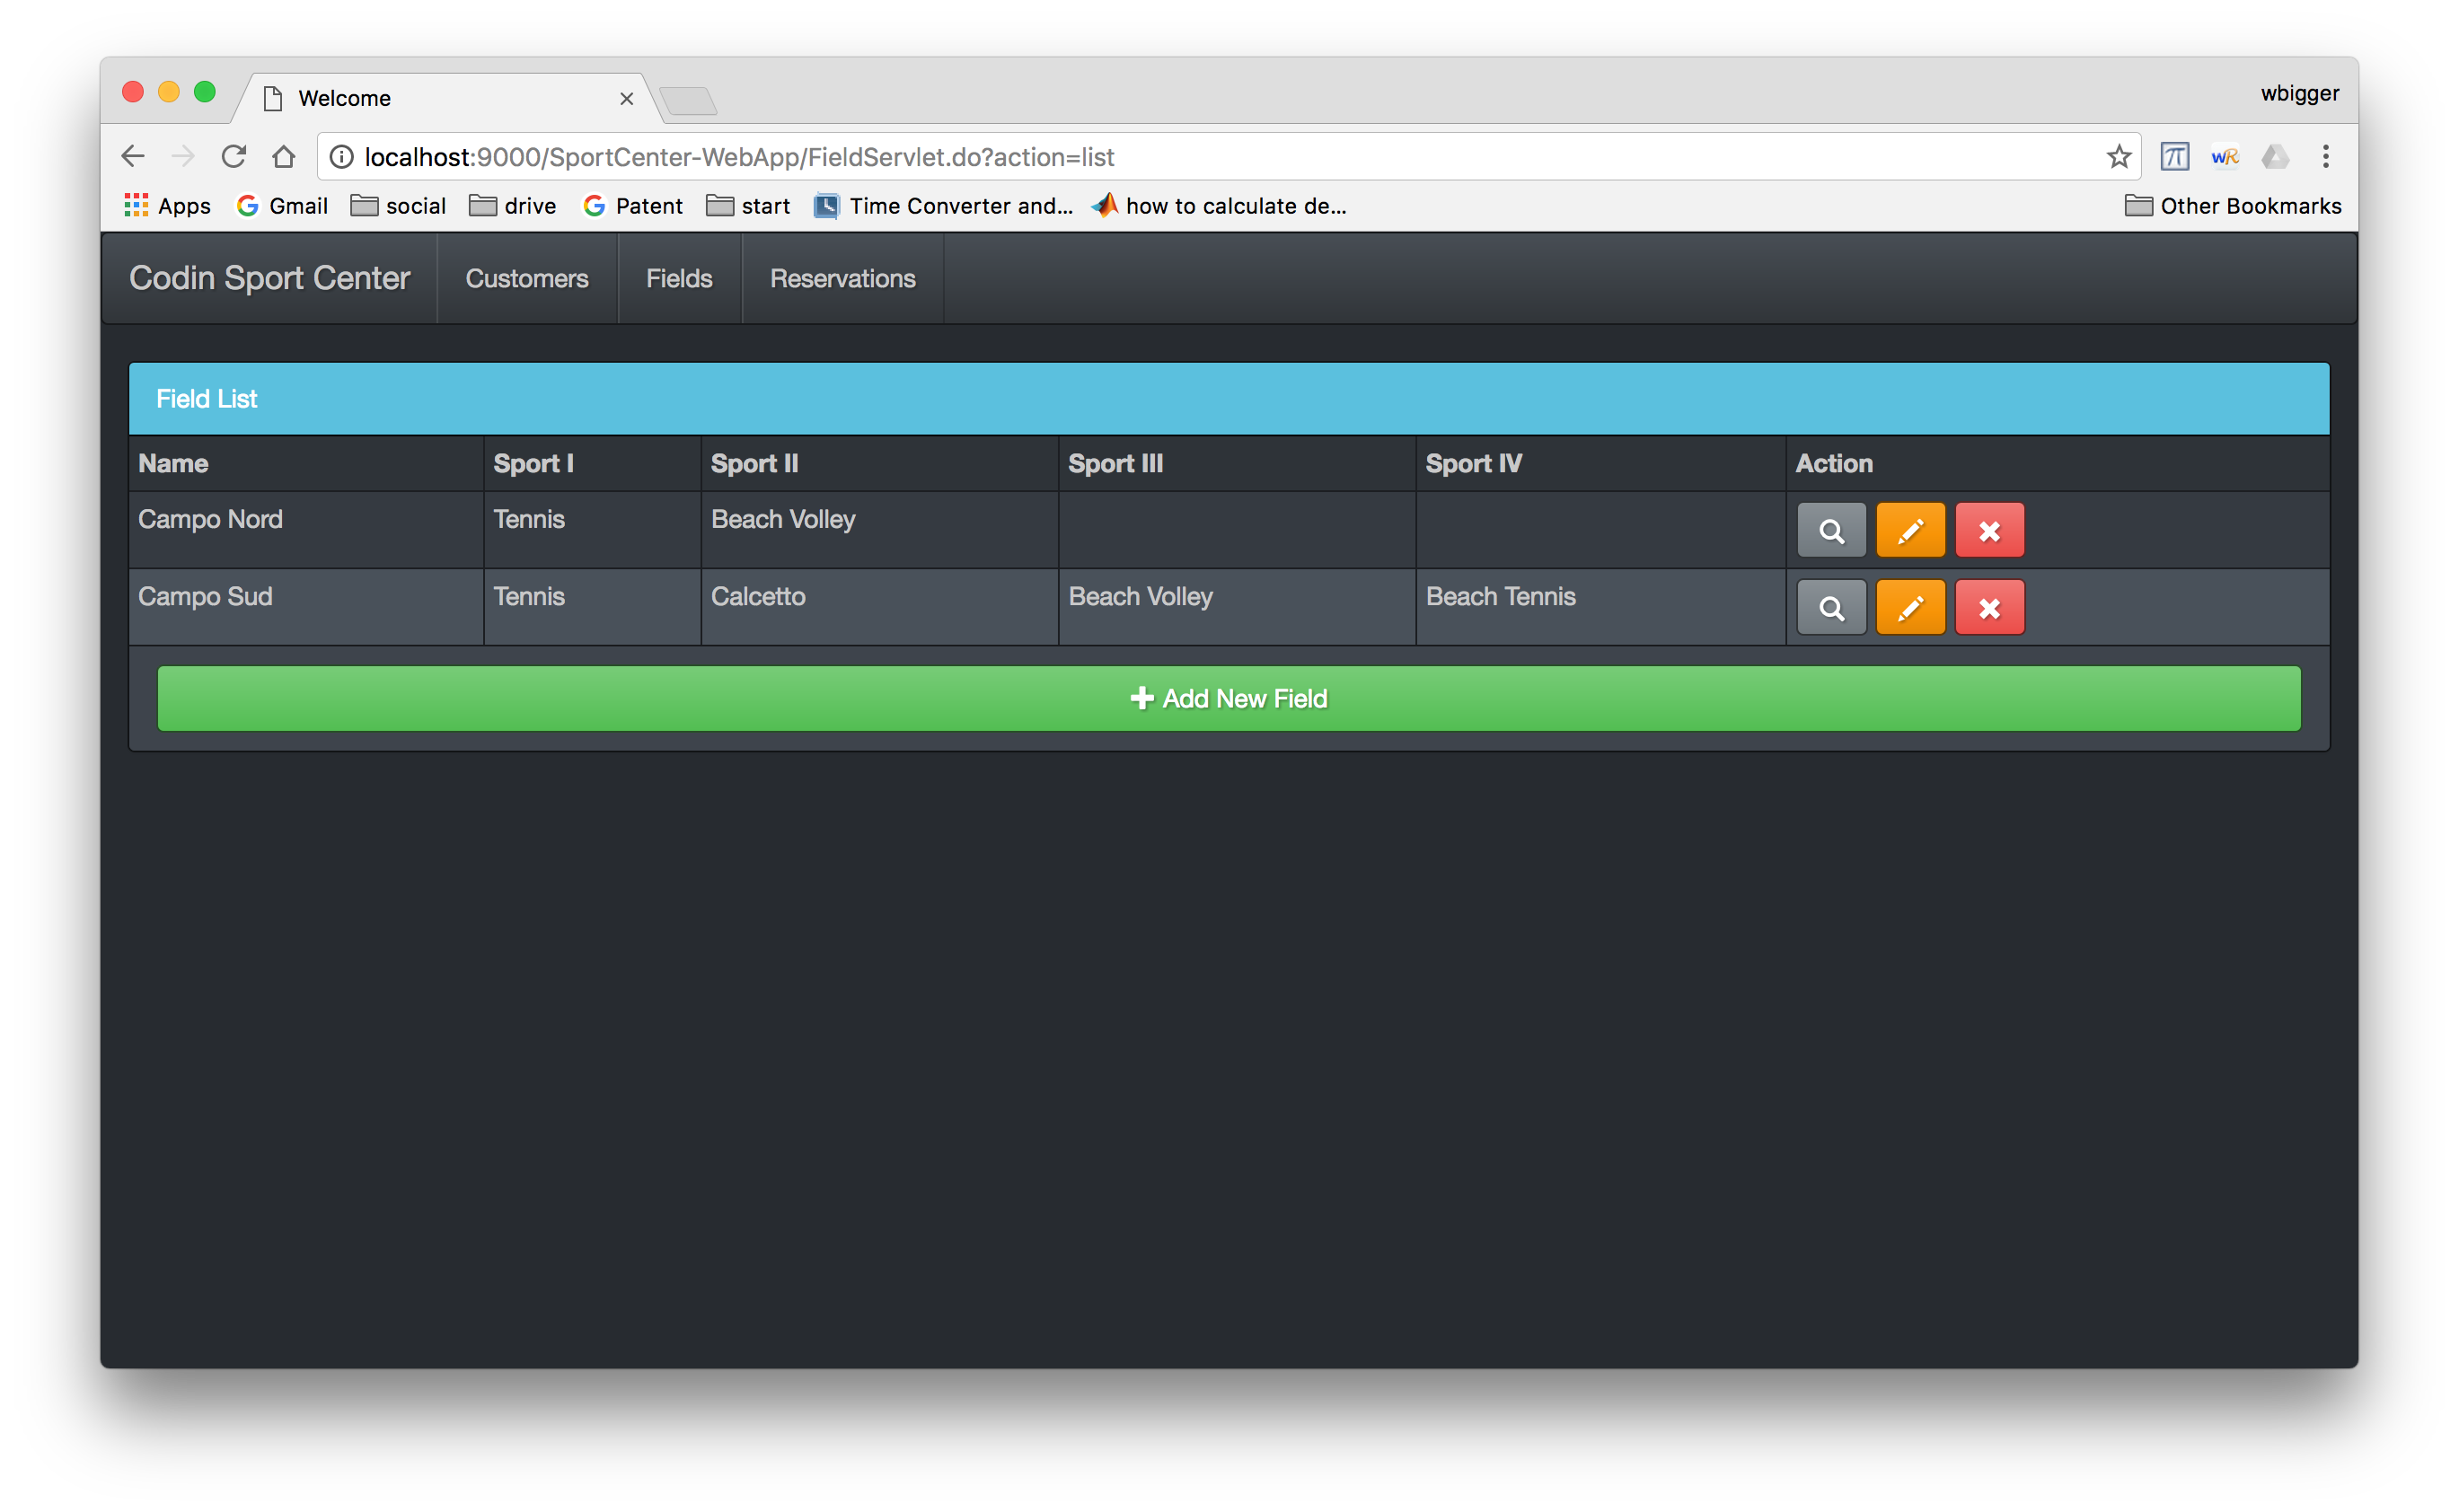 Welcome
wbigger
localhost:9000/SportCenter-WebApp/FieldServlet.do?action=list
Apps Gmail social drive Patent start Time Converter and... how to calculate de... Other Bookmarks
Codin Sport Center Customers Fields Reservations
Field List
Name Sport I Sport II Sport III Sport IV Action
Campo Nord Tennis Beach Volley
Campo Sud Tennis Calcetto Beach Volley Beach Tennis
Add New Field